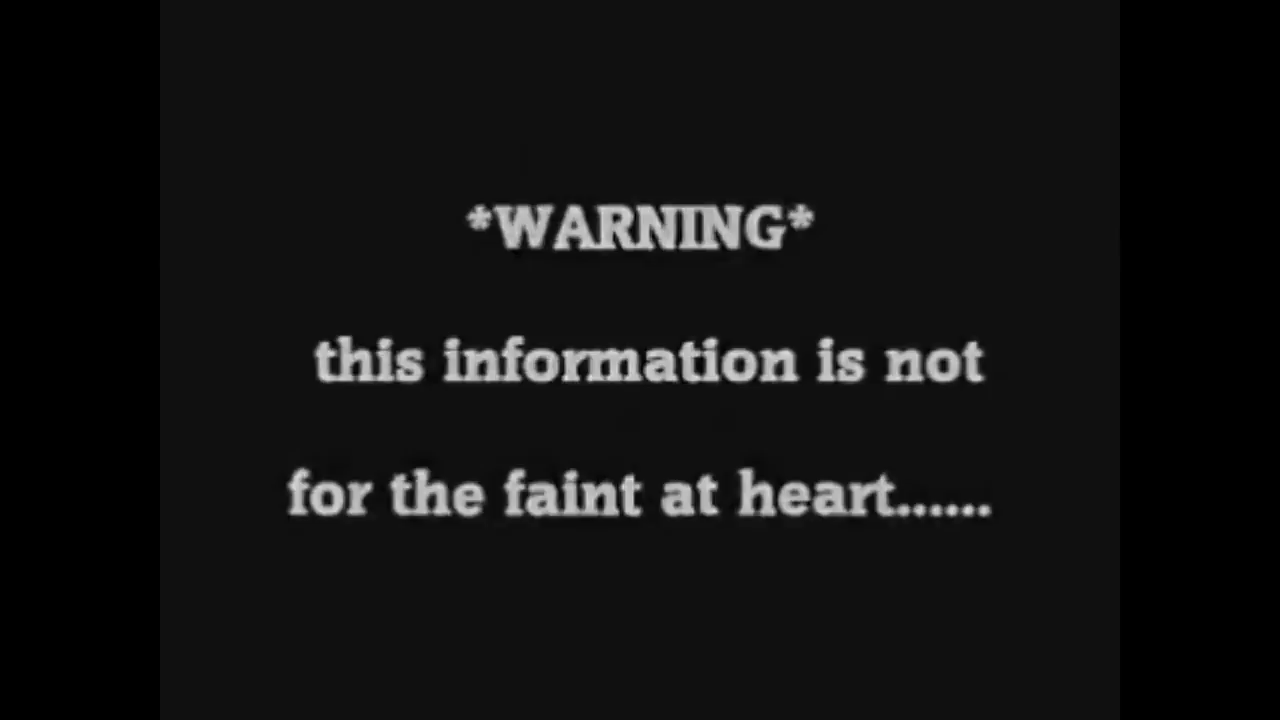 *WARNING*
this information is not
for the faint at heart......